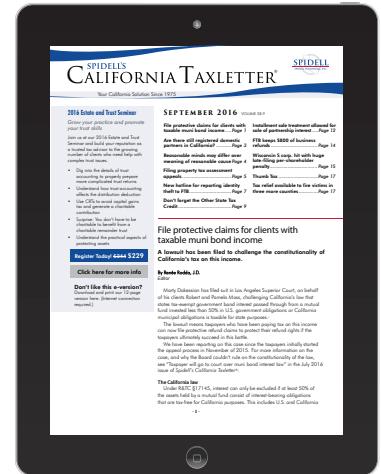 SPIDELL'S
CALIFORNIA TAXLETTER®
Your California Solution Since 1975
SPIDELL
2016 Estate and Trust Seminar
Grow your practice and promote
your trust skills
Join us at our 2016 Estate and Trust
Seminar and build your reputation as
a trusted tax advisor to the growing
number of clients who need help with
complex trust issues.
• Dig into the details of trust
accounting to properly prepare
more complicated trust returns
• Understand how trust accounting
affects the distribution deduction
• Use CRTs to avoid capital gains
tax and generate a charitable
contribution
• Surprise: You don't have to be
charitable to benefit from a
charitable remainder trust
• Understand the practical aspects of
protecting assets
Register Today! $244 $229
Click here for more info
Don't like this e-version?
Download and print our 12-page
version here. (Internet connection
required.)
SEPTEMBER 2016 VOLUME 38.9
File protective claims for clients with
taxable muni bond income.....Page 1
Are there still registered domestic
partners in California?.....Page 3
Reasonable minds may differ over
meaning of reasonable cause Page 4
Filing property tax assessment
appeals.....Page 5
New hotline for reporting identity
theft to FTB.....Page 7
Don't forget the Other State Tax
Credit.....Page 9
Installment sale treatment allowed for
sale of partnership interest.....Page 12
FTB keeps $800 of business
refunds.....Page 14
Wisconsin S corp. hit with huge
late-filing per-shareholder
penalty.....Page 15
Thumb Tax.....Page 17
Tax relief available to fire victims in
three more counties.....Page 17
File protective claims for clients with
taxable muni bond income
A lawsuit has been filed to challenge the constitutionality of
California's tax on this income.
By Renée Rodda, J.D.
Editor
Marty Dakessian has filed suit in Los Angeles Superior Court, on behalf
of his clients Robert and Pamela Mass, challenging California's law that
states tax-exempt government bond interest passed through from a mutual
fund invested less than 50% in U.S. government obligations or California
municipal obligations is taxable for state purposes.
The lawsuit means taxpayers who have been paying tax on this income
can now file protective refund claims to protect their refund rights if the
taxpayers ultimately succeed in this battle.
We have been reporting on this case since the taxpayers initially started
the appeal process in November of 2015. For more information on the
case, and why the Board couldn't rule on the constitutionality of the law,
see "Taxpayer will go to court over muni bond interest law" in the July 2016
issue of Spidell's California Taxletter®.
The California law
Under R&TC §17145, interest can only be excluded if at least 50% of
the assets held by a mutual fund consist of interest-bearing obligations
that are tax-free for California purposes. This includes U.S. and California
- 1 -